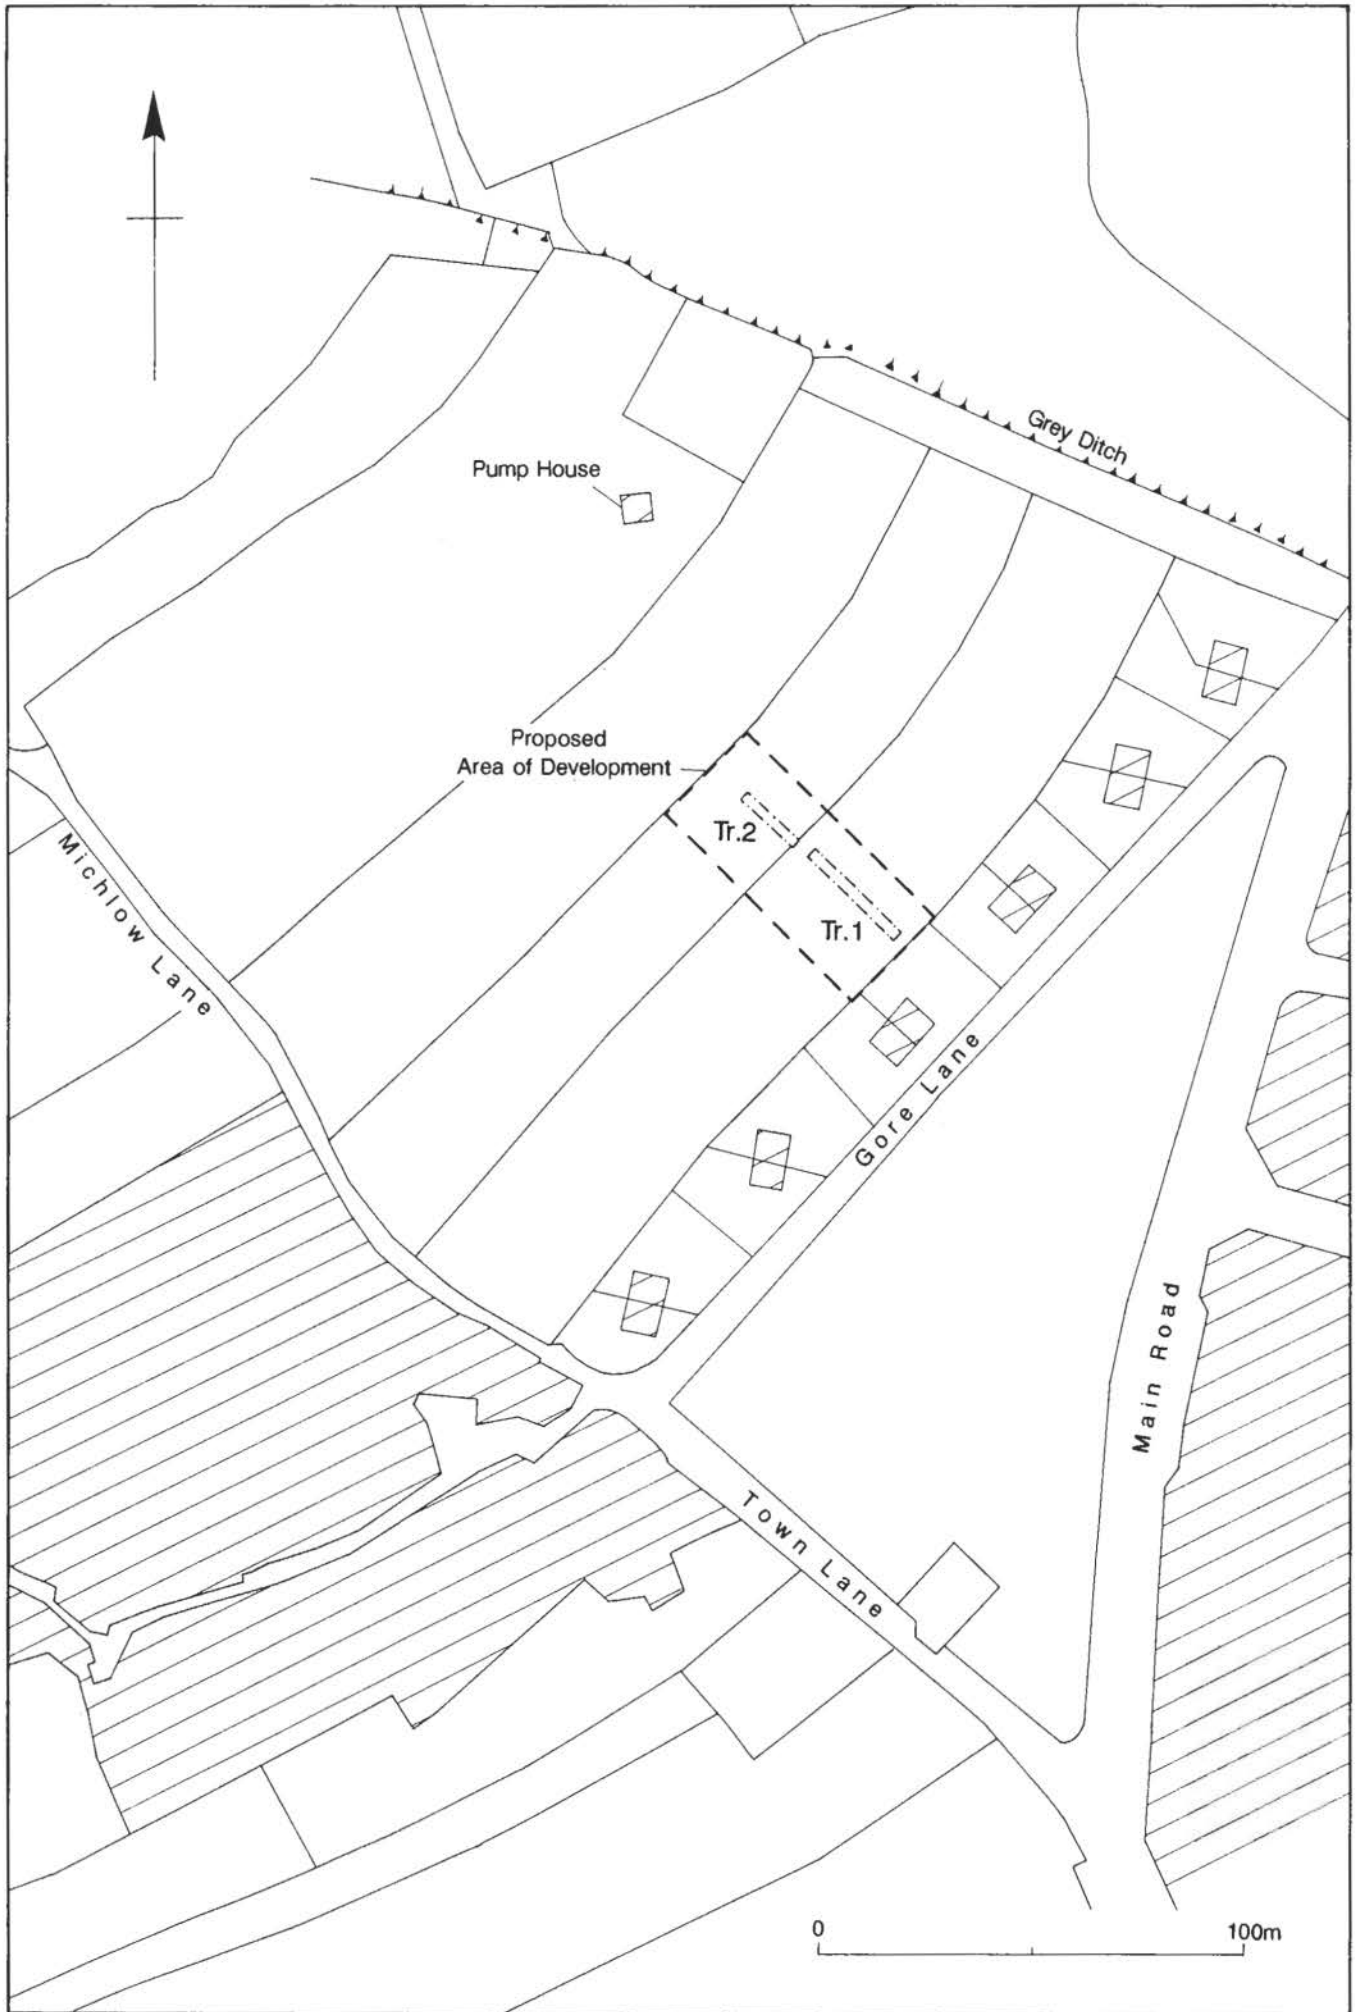 Grey Ditch
Pump House
Proposed
Area of Development
Tr.2
Tr.1
Michlow Lane
Gore Lane
Main Road
Town Lane
0
100m